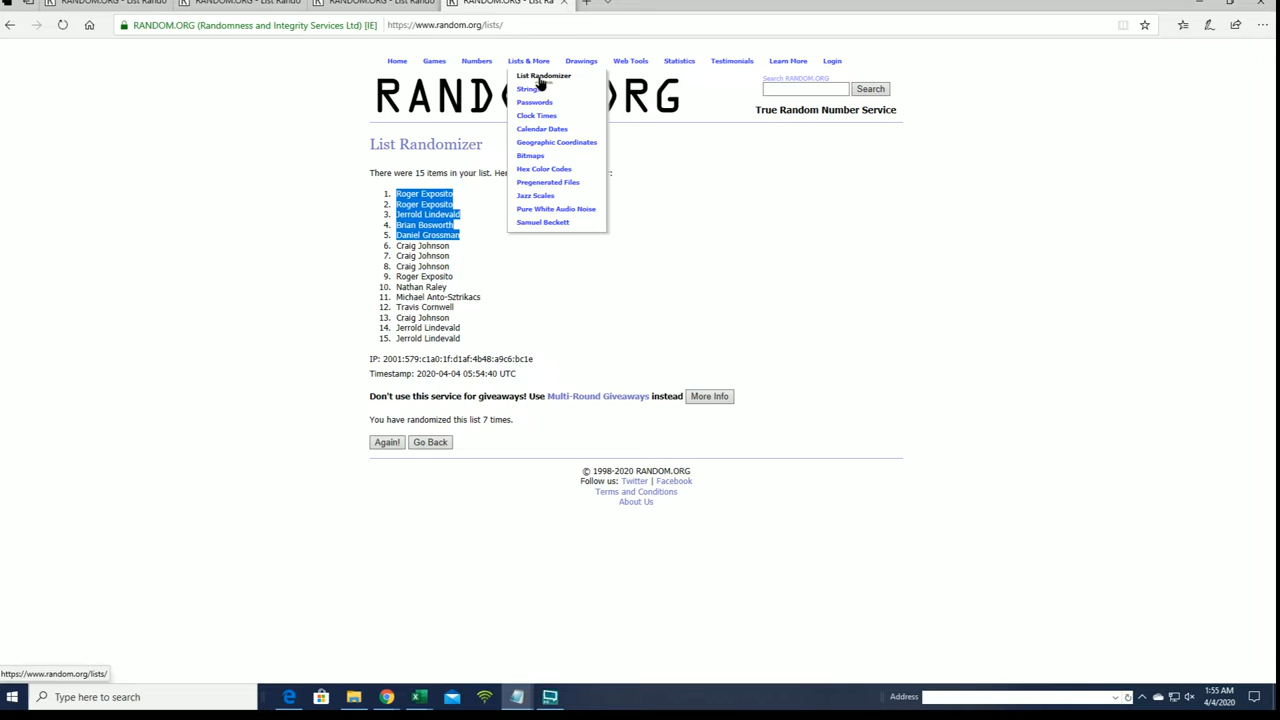 RANDOM.ORG - List Rando
RANDOM.ORG - List Rando
RANDOM.ORG - List Rando
RANDOM.ORG - List Ra
RANDOM.ORG (Randomness and Integrity Services Ltd) [IE]
https://www.random.org/lists/
Home Games Numbers Lists & More Drawings Web Tools Statistics Testimonials Learn More Login
List Randomizer
Strings
Passwords
Clock Times
Calendar Dates
Geographic Coordinates
Bitmaps
Hex Color Codes
Pregenerated Files
Jazz Scales
Pure White Audio Noise
Samuel Beckett
Search RANDOM.ORG
Search
True Random Number Service
List Randomizer
There were 15 items in your list.
1. Roger Exposito
2. Roger Exposito
3. Jerrold Lindevald
4. Brian Bosworth
5. Daniel Grossman
6. Craig Johnson
7. Craig Johnson
8. Craig Johnson
9. Roger Exposito
10. Nathan Raley
11. Michael Anto-Sztrikacs
12. Travis Cornwell
13. Craig Johnson
14. Jerrold Lindevald
15. Jerrold Lindevald
IP: 2001:579:c1a0:1f:d1af:4b48:a9c6:bc1e
Timestamp: 2020-04-04 05:54:40 UTC
Don't use this service for giveaways! Use Multi-Round Giveaways instead More Info
You have randomized this list 7 times.
Again! Go Back
© 1998-2020 RANDOM.ORG
Follow us: Twitter | Facebook
Terms and Conditions
About Us
https://www.random.org/lists/
Type here to search
Address
1:55 AM
4/4/2020